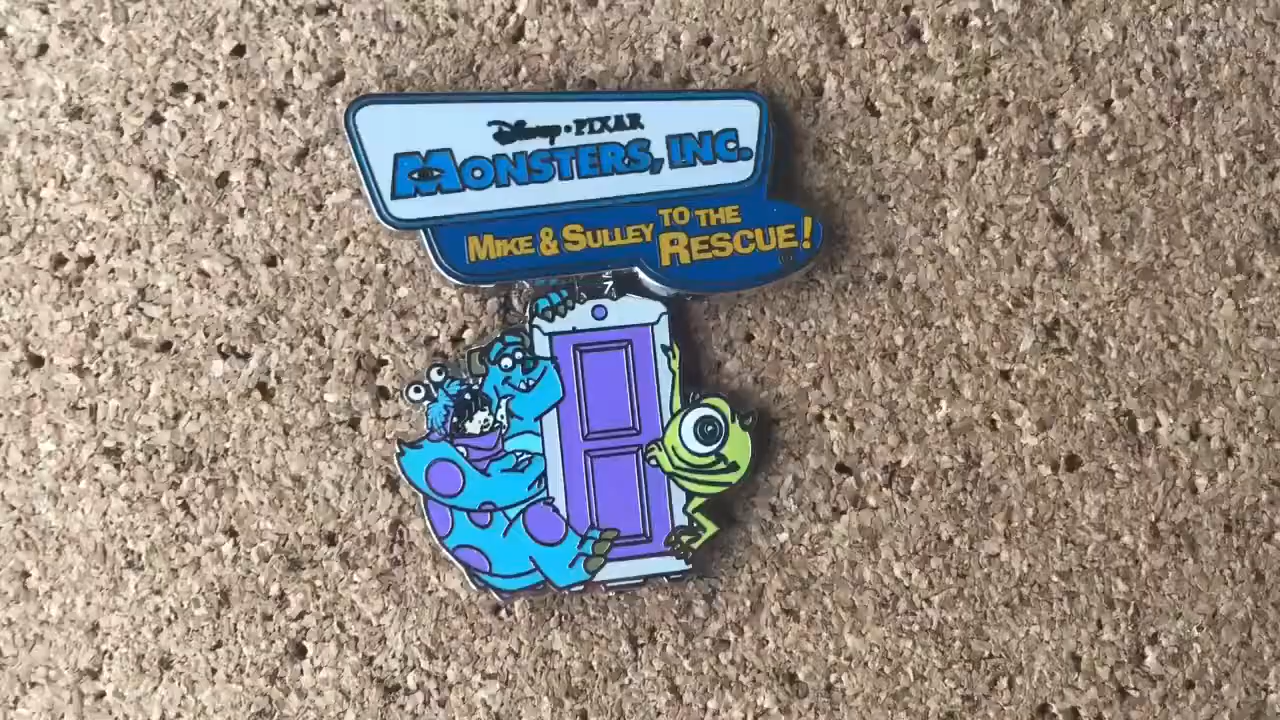 Disney • PIXAR
MONSTERS, INC.
MIKE & SULLEY TO THE
RESCUE!